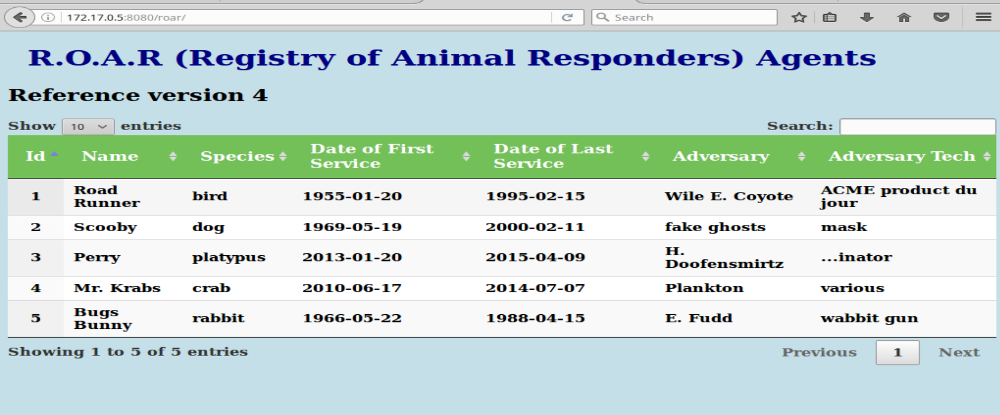 172.17.0.5:8080/roar/
Search
R.O.A.R (Registry of Animal Responders) Agents
Reference version 4
Show 10 entries Search:
Id Name Species Date of First Service Date of Last Service Adversary Adversary Tech
1 Road Runner bird 1955-01-20 1995-02-15 Wile E. Coyote ACME product du jour
2 Scooby dog 1969-05-19 2000-02-11 fake ghosts mask
3 Perry platypus 2013-01-20 2015-04-09 H. Doofensmirtz ...inator
4 Mr. Krabs crab 2010-06-17 2014-07-07 Plankton various
5 Bugs Bunny rabbit 1966-05-22 1988-04-15 E. Fudd wabbit gun
Showing 1 to 5 of 5 entries Previous 1 Next